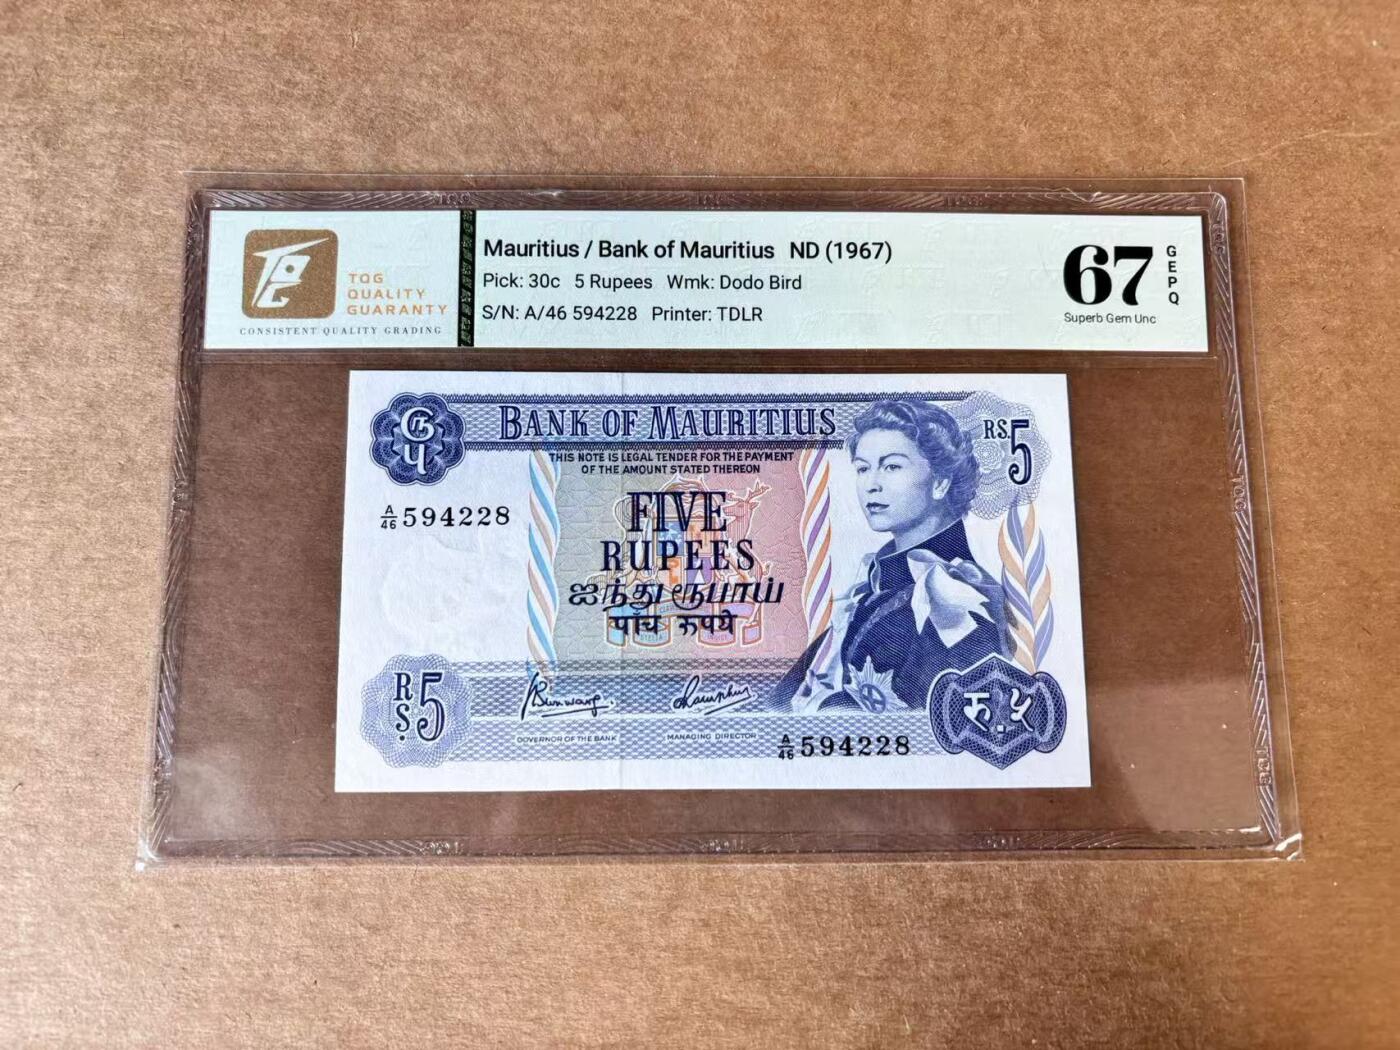 TQG
QUALITY
GUARANTY
CONSISTENT QUALITY GRADING
Mauritius / Bank of Mauritius ND (1967)
Pick: 30c 5 Rupees Wmk: Dodo Bird
S/N: A/46 594228 Printer: TDLR
67
GEPQ
Superb Gem Unc
BANK OF MAURITIUS
RS.5
THIS NOTE IS LEGAL TENDER FOR THE PAYMENT
OF THE AMOUNT STATED THEREON
A/46 594228
FIVE
RUPEES
ஐந்து ரூபாய்
पाँच रूपये
RS.5
GOVERNOR OF THE BANK
MANAGING DIRECTOR
A/46 594228
रु.५